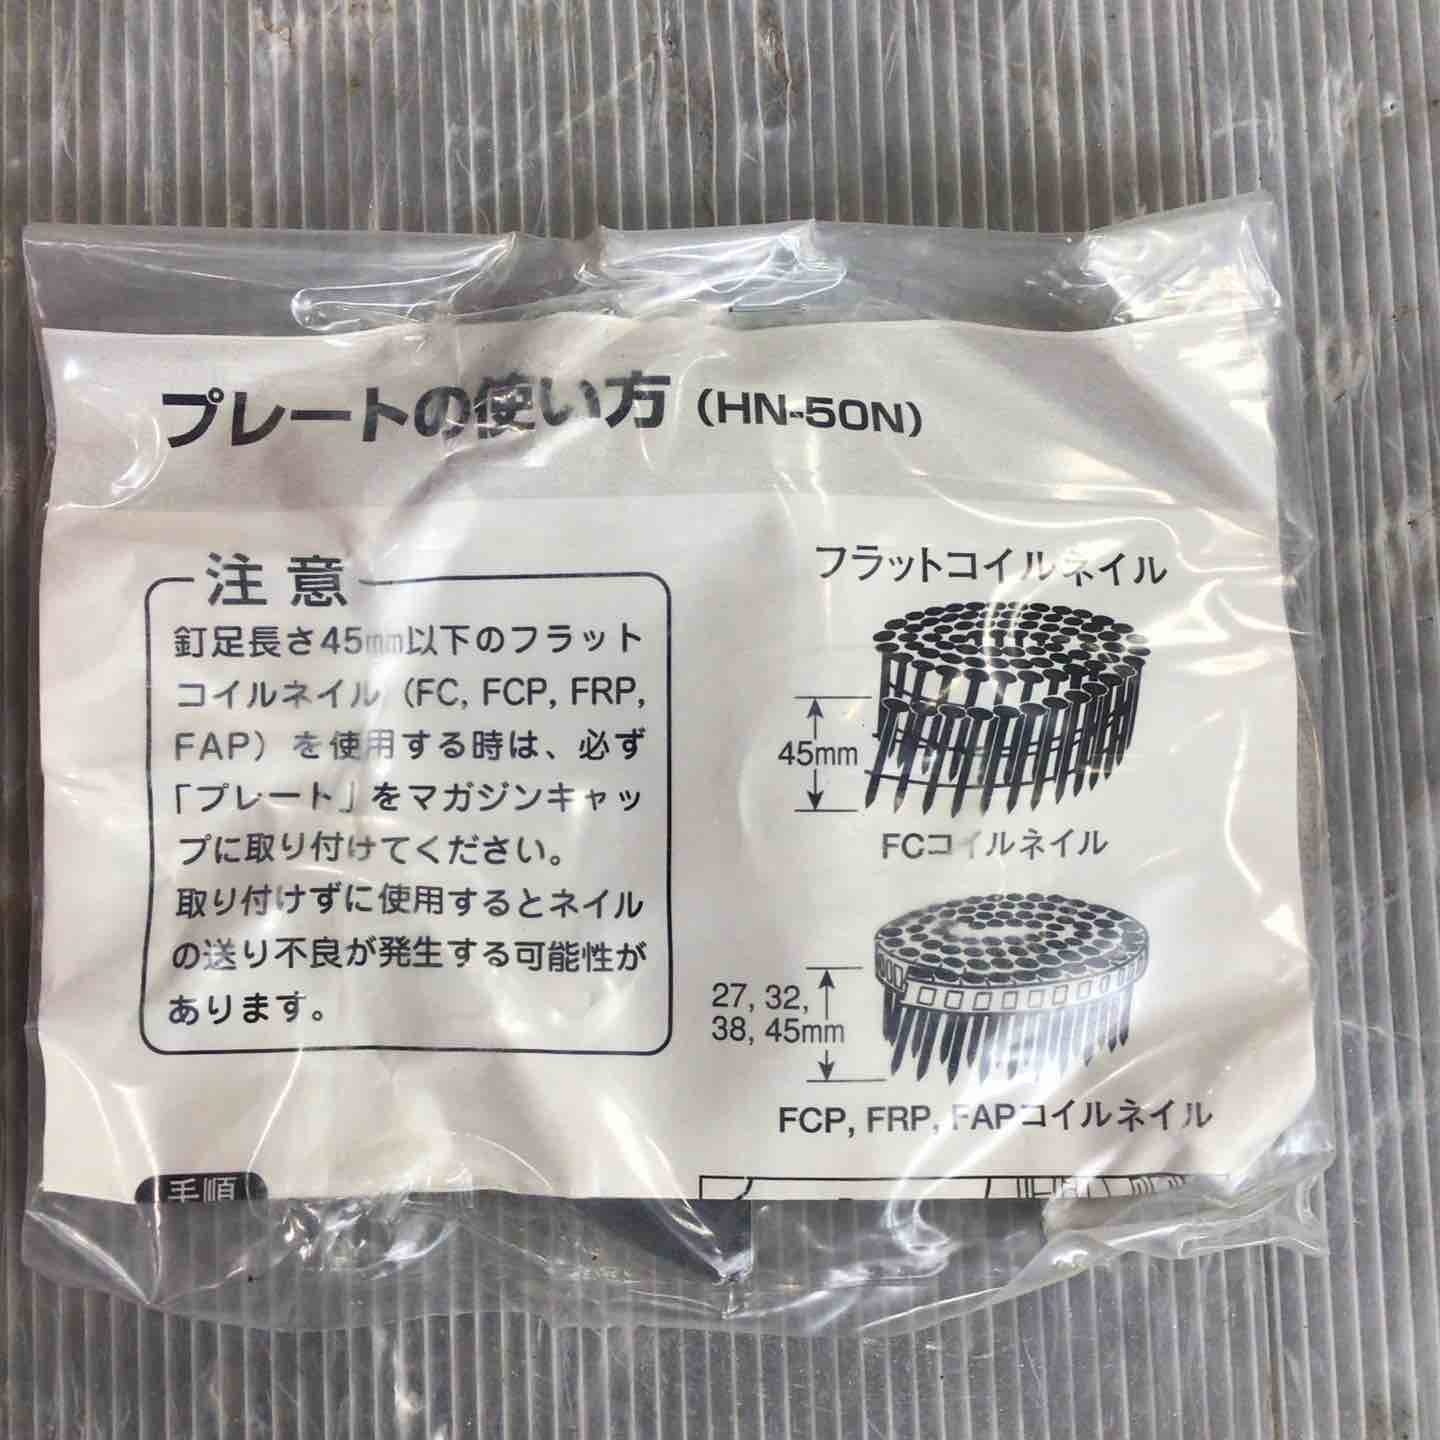 プレートの使い方（HN-50N）
注意
釘足長さ45mm以下のフラット
コイルネイル（FC, FCP, FRP,
FAP）を使用する時は、必ず
「プレート」をマガジンキャッ
プに取り付けてください。
取り付けずに使用するとネイル
の送り不良が発生する可能性が
あります。
フラットコイルネイル
45mm
FCコイルネイル
27, 32,
38, 45mm
FCP, FRP, FAPコイルネイル
手順